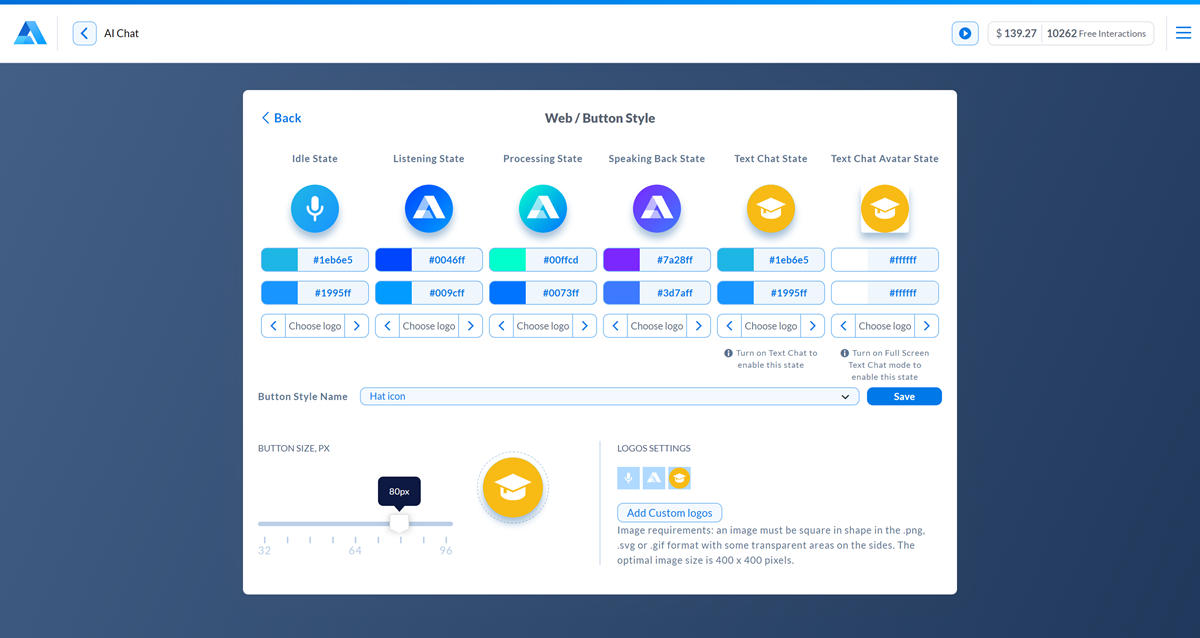 AI Chat
$ 139.27 10262 Free Interactions
Back
Web / Button Style
Idle State Listening State Processing State Speaking Back State Text Chat State Text Chat Avatar State
#1eb6e5 #0046ff #00ffcd #7a28ff #1eb6e5 #ffffff
#1995ff #009cff #0073ff #3d7aff #1995ff #ffffff
Choose logo Choose logo Choose logo Choose logo Choose logo Choose logo
Turn on Text Chat to
enable this state
Turn on Full Screen
Text Chat mode to
enable this state
Button Style Name Hat icon Save
BUTTON SIZE, PX
80px
32 64 96
LOGOS SETTINGS
Add Custom logos
Image requirements: an image must be square in shape in the .png,
.svg or .gif format with some transparent areas on the sides. The
optimal image size is 400 x 400 pixels.